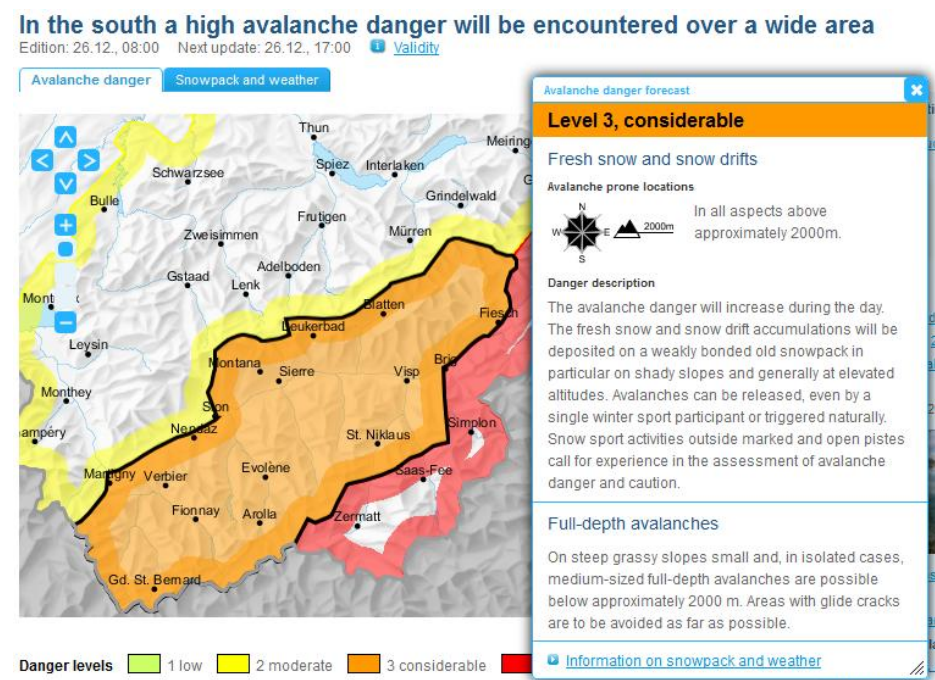 In the south a high avalanche danger will be encountered over a wide area
Edition: 26.12., 08:00 Next update: 26.12., 17:00 i Validity
Avalanche danger Snowpack and weather
Thun
Meiring
Spiez Interlaken
Schwarzsee
Grindelwald
Bulle
Frutigen
Zweisimmen
Mürren
Adelboden
Gstaad
Lenk
Blatten
Fiesch
Leukerbad
Leysin
Montana
Sierre
Visp
Brig
Monthey
Sion
Nendaz
Simplon
St. Niklaus
ampéry
Martigny
Verbier
Evolène
Saas-Fee
Fionnay
Arolla
Zermatt
Gd. St. Bernard
Danger levels 1 low 2 moderate 3 considerable
Avalanche danger forecast
Level 3, considerable
Fresh snow and snow drifts
Avalanche prone locations
N
W E 2000m
S
In all aspects above
approximately 2000m.
Danger description
The avalanche danger will increase during the day.
The fresh snow and snow drift accumulations will be
deposited on a weakly bonded old snowpack in
particular on shady slopes and generally at elevated
altitudes. Avalanches can be released, even by a
single winter sport participant or triggered naturally.
Snow sport activities outside marked and open pistes
call for experience in the assessment of avalanche
danger and caution.
Full-depth avalanches
On steep grassy slopes small and, in isolated cases,
medium-sized full-depth avalanches are possible
below approximately 2000 m. Areas with glide cracks
are to be avoided as far as possible.
Information on snowpack and weather